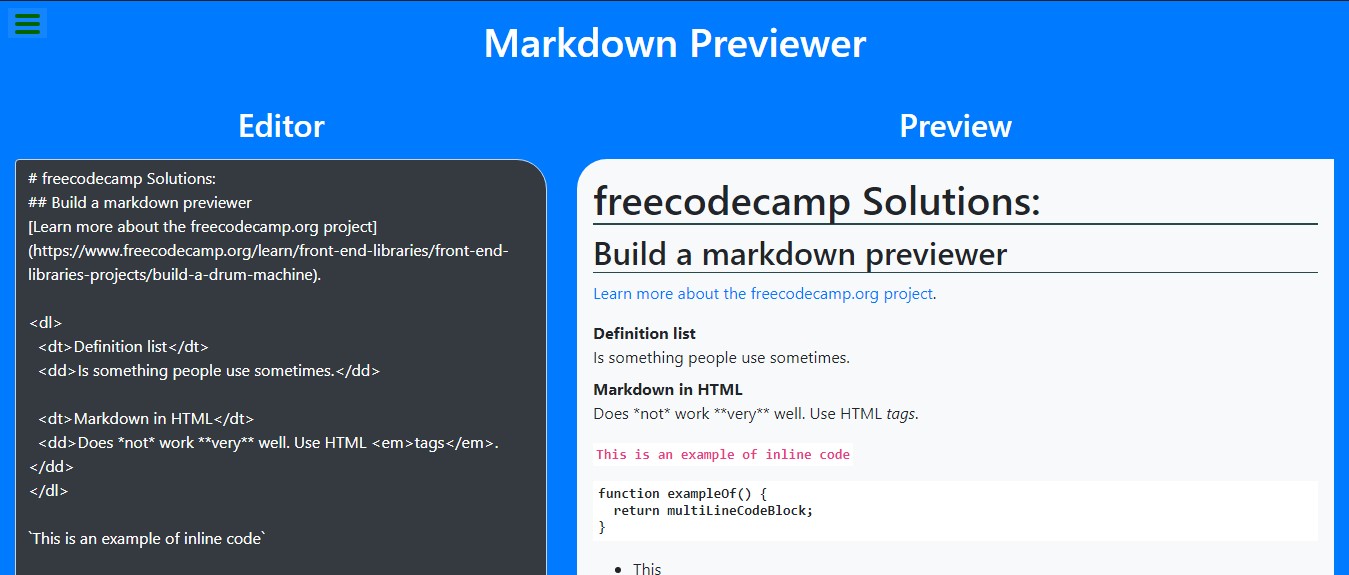 Markdown Previewer
Editor
# freecodecamp Solutions:
## Build a markdown previewer
[Learn more about the freecodecamp.org project]
(https://www.freecodecamp.org/learn/front-end-libraries/front-end-
libraries-projects/build-a-drum-machine).
<dl>
<dt>Definition list</dt>
<dd>Is something people use sometimes.</dd>
<dt>Markdown in HTML</dt>
<dd>Does *not* work **very** well. Use HTML <em>tags</em>.
</dd>
</dl>
`This is an example of inline code`
Preview
freecodecamp Solutions:
Build a markdown previewer
Learn more about the freecodecamp.org project.
Definition list
Is something people use sometimes.
Markdown in HTML
Does *not* work **very** well. Use HTML tags.
This is an example of inline code
function exampleOf() {
return multiLineCodeBlock;
}
• This